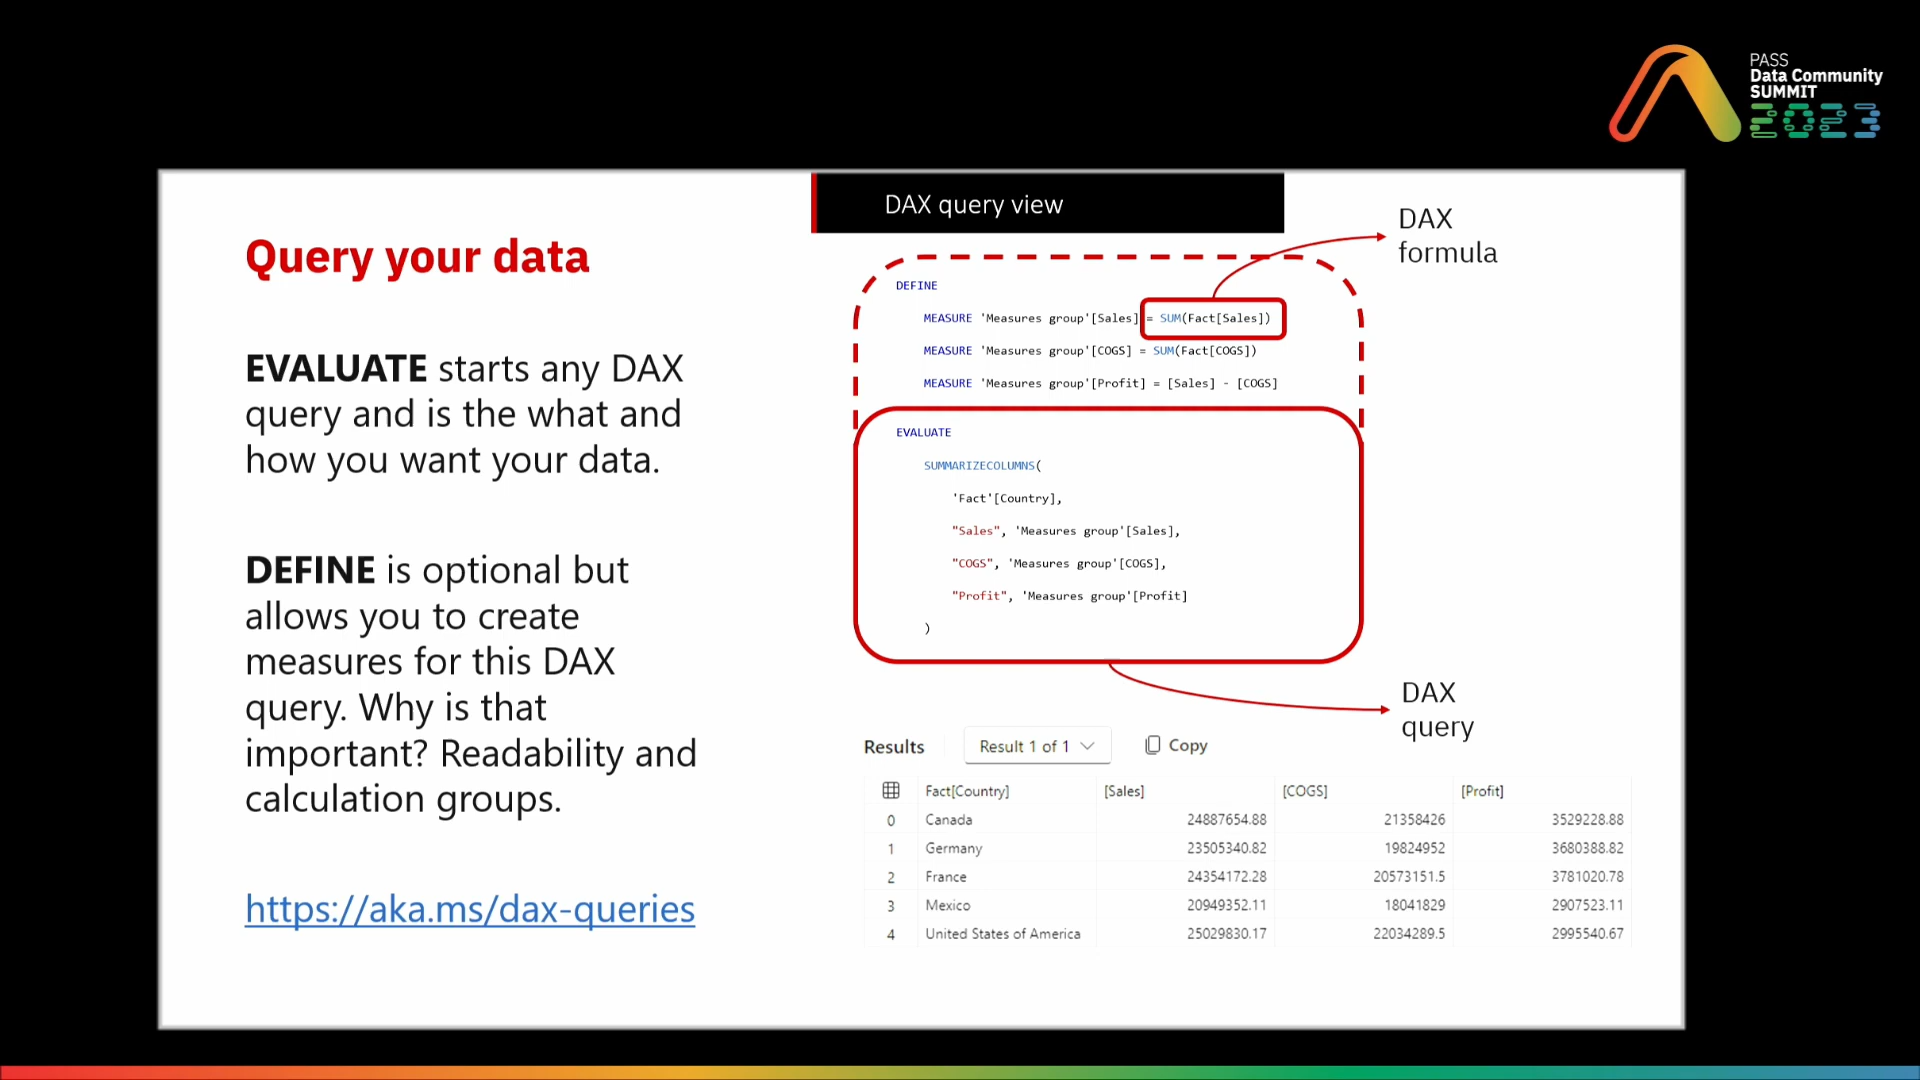 PASS
Data Community
SUMMIT
2023
DAX query view
Query your data
EVALUATE starts any DAX
query and is the what and
how you want your data.
DEFINE is optional but
allows you to create
measures for this DAX
query. Why is that
important? Readability and
calculation groups.
https://aka.ms/dax-queries
DAX
formula
DEFINE
MEASURE 'Measures group'[Sales] = SUM(Fact[Sales])
MEASURE 'Measures group'[COGS] = SUM(Fact[COGS])
MEASURE 'Measures group'[Profit] = [Sales] - [COGS]
EVALUATE
SUMMARIZECOLUMNS(
'Fact'[Country],
"Sales", 'Measures group'[Sales],
"COGS", 'Measures group'[COGS],
"Profit", 'Measures group'[Profit]
)
DAX
query
Results Result 1 of 1 Copy
Fact[Country] [Sales] [COGS] [Profit]
0 Canada 24887654.88 21358426 3529228.88
1 Germany 23505340.82 19824952 3680388.82
2 France 24354172.28 20573151.5 3781020.78
3 Mexico 20949352.11 18041829 2907523.11
4 United States of America 25029830.17 22034289.5 2995540.67